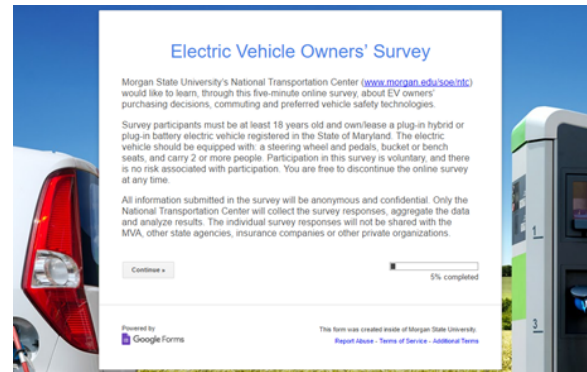 Electric Vehicle Owners' Survey
Morgan State University's National Transportation Center (www.morgan.edu/soe/ntc)
would like to learn, through this five-minute online survey, about EV owners'
purchasing decisions, commuting and preferred vehicle safety technologies.
Survey participants must be at least 18 years old and own/lease a plug-in hybrid or
plug-in battery electric vehicle registered in the State of Maryland. The electric
vehicle should be equipped with: a steering wheel and pedals, bucket or bench
seats, and carry 2 or more people. Participation in this survey is voluntary, and there
is no risk associated with participation. You are free to discontinue the online survey
at any time.
All information submitted in the survey will be anonymous and confidential. Only the
National Transportation Center will collect the survey responses, aggregate the data
and analyze results. The individual survey responses will not be shared with the
MVA, other state agencies, insurance companies or other private organizations.
Continue »
5% completed
Powered by
Google Forms
This form was created inside of Morgan State University.
Report Abuse - Terms of Service - Additional Terms
1
3